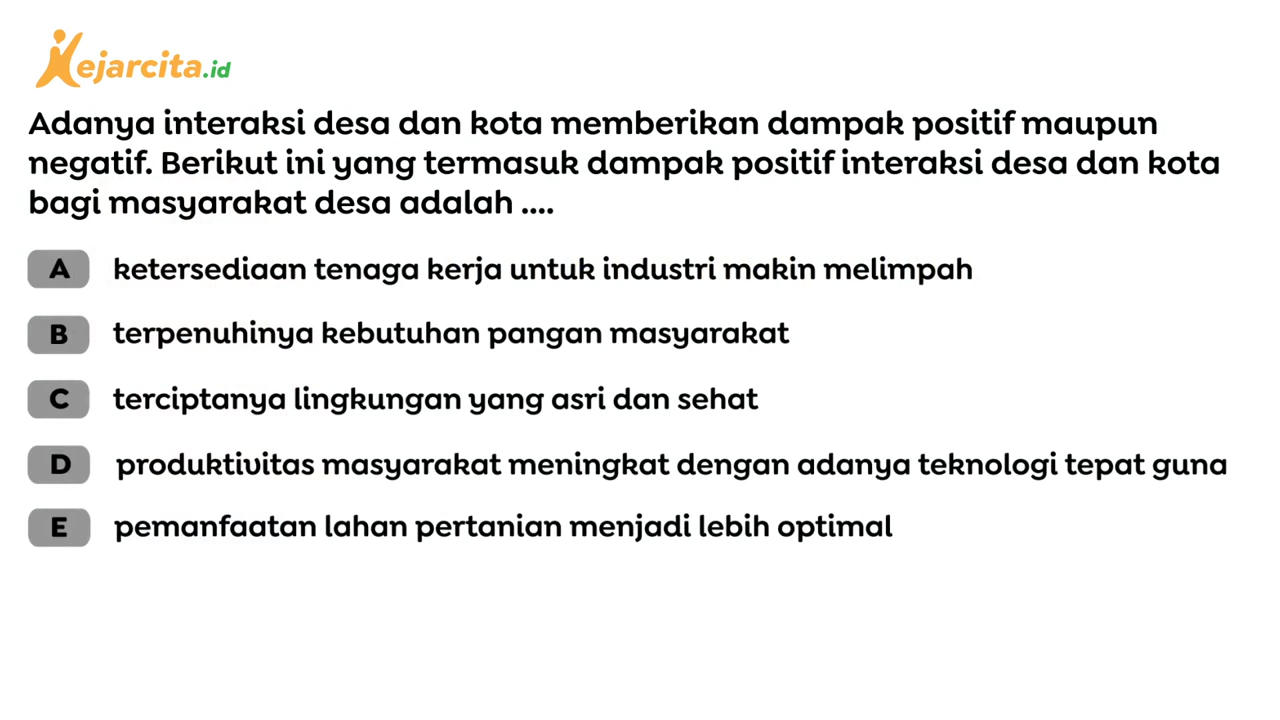 Kejarcita.id
Adanya interaksi desa dan kota memberikan dampak positif maupun
negatif. Berikut ini yang termasuk dampak positif interaksi desa dan kota
bagi masyarakat desa adalah ....
A ketersediaan tenaga kerja untuk industri makin melimpah
B terpenuhinya kebutuhan pangan masyarakat
C terciptanya lingkungan yang asri dan sehat
D produktivitas masyarakat meningkat dengan adanya teknologi tepat guna
E pemanfaatan lahan pertanian menjadi lebih optimal